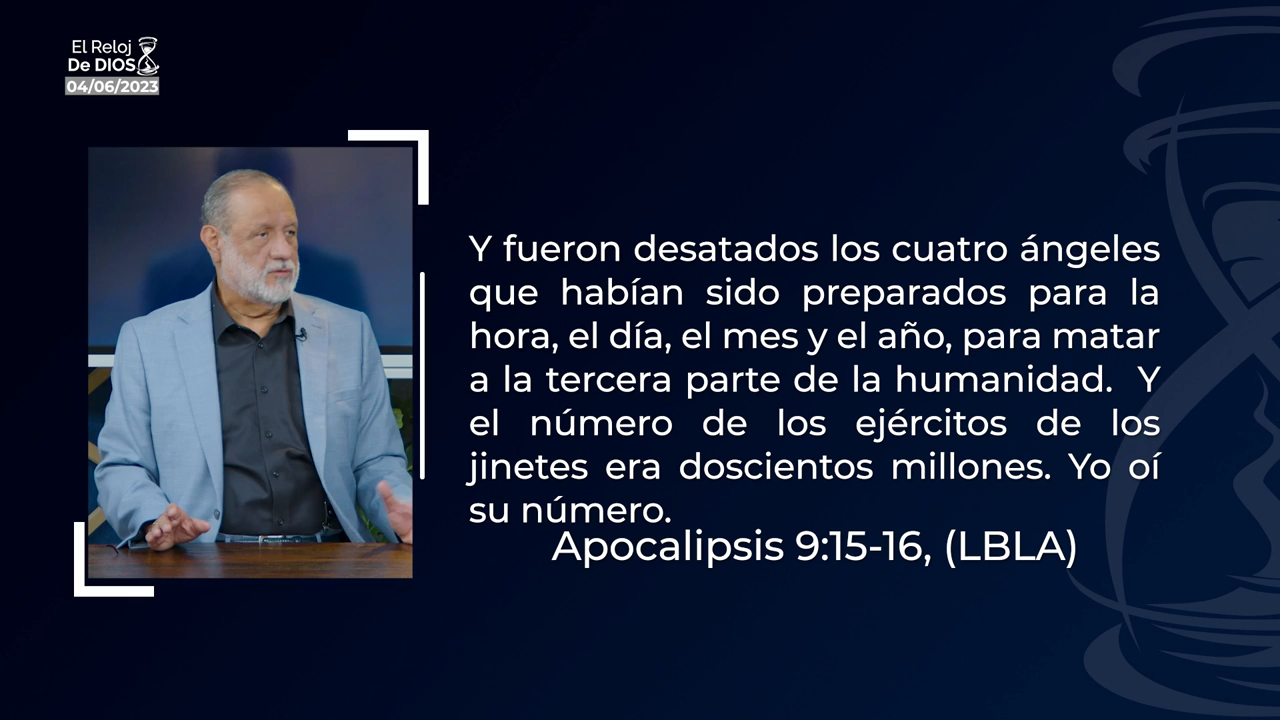 El Reloj
De DIOS
04/06/2023
Y fueron desatados los cuatro ángeles
que habían sido preparados para la
hora, el día, el mes y el año, para matar
a la tercera parte de la humanidad. Y
el número de los ejércitos de los
jinetes era doscientos millones. Yo oí
su número.
Apocalipsis 9:15-16, (LBLA)